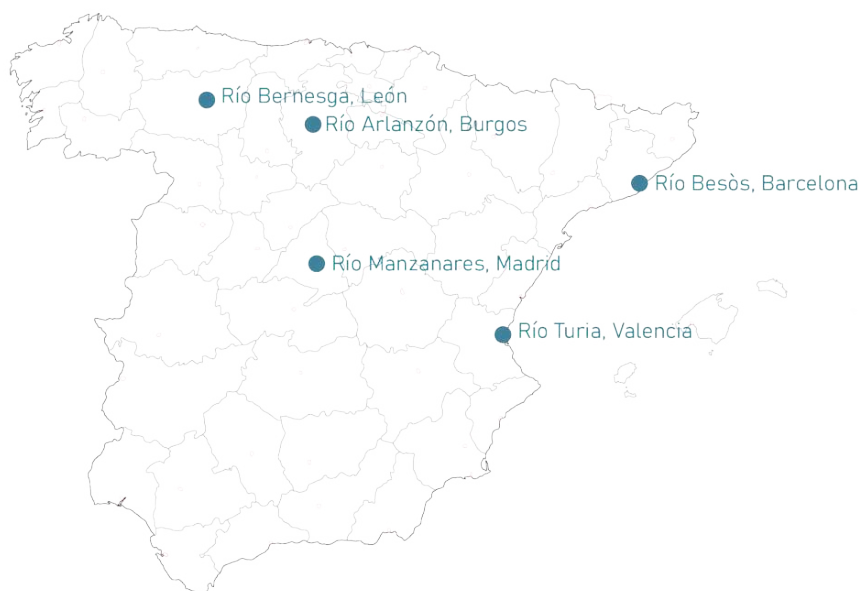 Río Bernesga, León
Río Arlanzón, Burgos
Río Besòs, Barcelona
Río Manzanares, Madrid
Río Turia, Valencia